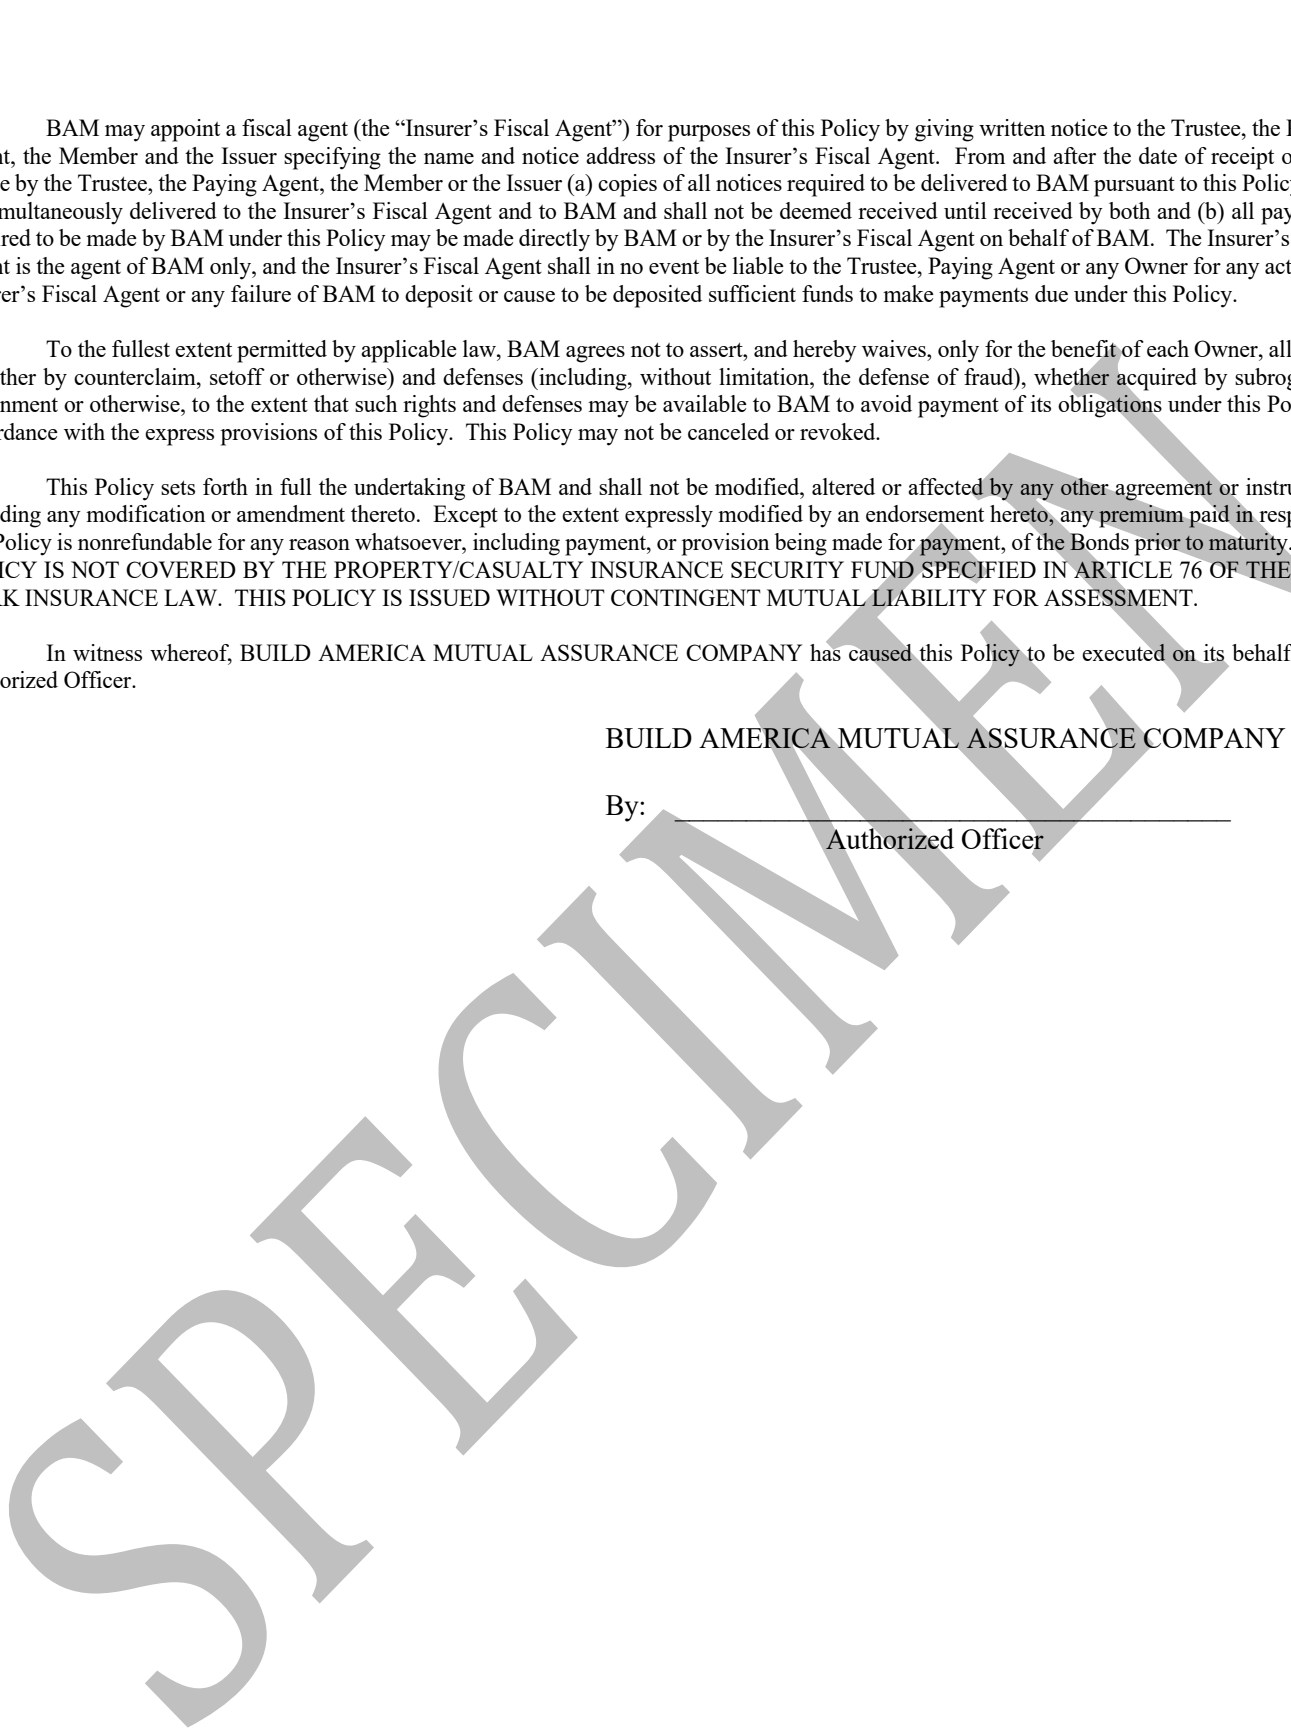 BAM may appoint a fiscal agent (the “Insurer’s Fiscal Agent”) for purposes of this Policy by giving written notice to the Trustee, the
the Member and the Issuer specifying the name and notice address of the Insurer’s Fiscal Agent.  From and after the date of receipt
by the Trustee, the Paying Agent, the Member or the Issuer (a) copies of all notices required to be delivered to BAM pursuant to this Policy
multaneously delivered to the Insurer’s Fiscal Agent and to BAM and shall not be deemed received until received by both and (b) all pay
red to be made by BAM under this Policy may be made directly by BAM or by the Insurer’s Fiscal Agent on behalf of BAM.  The Insurer’s
is the agent of BAM only, and the Insurer’s Fiscal Agent shall in no event be liable to the Trustee, Paying Agent or any Owner for any act
rer’s Fiscal Agent or any failure of BAM to deposit or cause to be deposited sufficient funds to make payments due under this Policy.
To the fullest extent permitted by applicable law, BAM agrees not to assert, and hereby waives, only for the benefit of each Owner, all
ther by counterclaim, setoff or otherwise) and defenses (including, without limitation, the defense of fraud), whether acquired by subrog
nment or otherwise, to the extent that such rights and defenses may be available to BAM to avoid payment of its obligations under this Po
rdance with the express provisions of this Policy.  This Policy may not be canceled or revoked.
This Policy sets forth in full the undertaking of BAM and shall not be modified, altered or affected by any other agreement or instru
ding any modification or amendment thereto.  Except to the extent expressly modified by an endorsement hereto, any premium paid in resp
Policy is nonrefundable for any reason whatsoever, including payment, or provision being made for payment, of the Bonds prior to maturity.
ICY IS NOT COVERED BY THE PROPERTY/CASUALTY INSURANCE SECURITY FUND SPECIFIED IN ARTICLE 76 OF THE
RK INSURANCE LAW.  THIS POLICY IS ISSUED WITHOUT CONTINGENT MUTUAL LIABILITY FOR ASSESSMENT.
In witness whereof, BUILD AMERICA MUTUAL ASSURANCE COMPANY has caused this Policy to be executed on its behalf
orized Officer.
BUILD AMERICA MUTUAL ASSURANCE COMPANY
By:
Authorized Officer
SPECIMEN